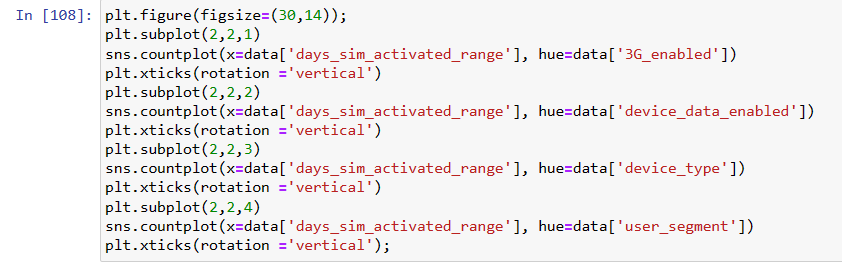 In [108]: plt.figure(figsize=(30,14));
plt.subplot(2,2,1)
sns.countplot(x=data['days_sim_activated_range'], hue=data['3G_enabled'])
plt.xticks(rotation ='vertical')
plt.subplot(2,2,2)
sns.countplot(x=data['days_sim_activated_range'], hue=data['device_data_enabled'])
plt.xticks(rotation ='vertical')
plt.subplot(2,2,3)
sns.countplot(x=data['days_sim_activated_range'], hue=data['device_type'])
plt.xticks(rotation ='vertical')
plt.subplot(2,2,4)
sns.countplot(x=data['days_sim_activated_range'], hue=data['user_segment'])
plt.xticks(rotation ='vertical');